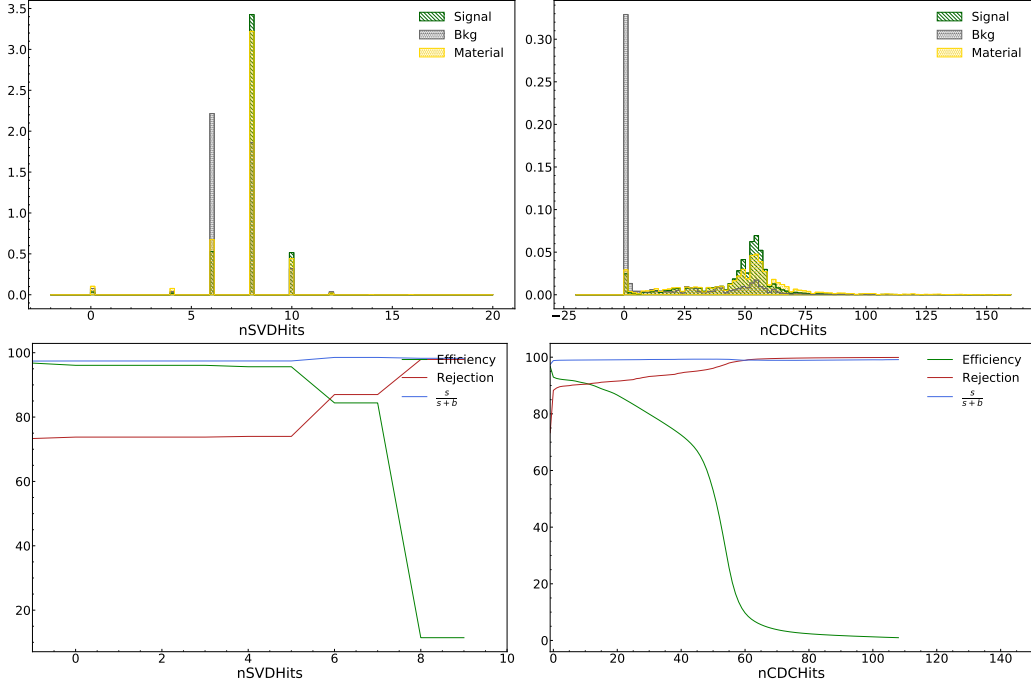 3.5
3.0
2.5
2.0
1.5
1.0
0.5
0.0
0
5
10
15
20
nSVDHits
Signal
Bkg
Material
0.30
0.25
0.20
0.15
0.10
0.05
0.00
−25
0
25
50
75
100
125
150
nCDCHits
Signal
Bkg
Material
100
80
60
40
20
0
2
4
6
8
10
nSVDHits
Efficiency
Rejection
s
s + b
100
80
60
40
20
0
0
20
40
60
80
100
120
140
nCDCHits
Efficiency
Rejection
s
s + b